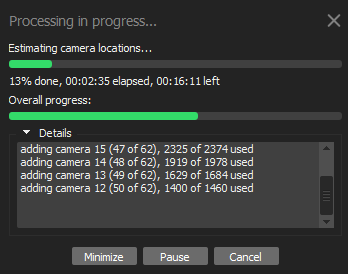 Processing in progress...
Estimating camera locations...
13% done, 00:02:35 elapsed, 00:16:11 left
Overall progress:
Details
adding camera 15 (47 of 62), 2325 of 2374 used
adding camera 14 (48 of 62), 1919 of 1978 used
adding camera 13 (49 of 62), 1629 of 1684 used
adding camera 12 (50 of 62), 1400 of 1460 used
Minimize
Pause
Cancel